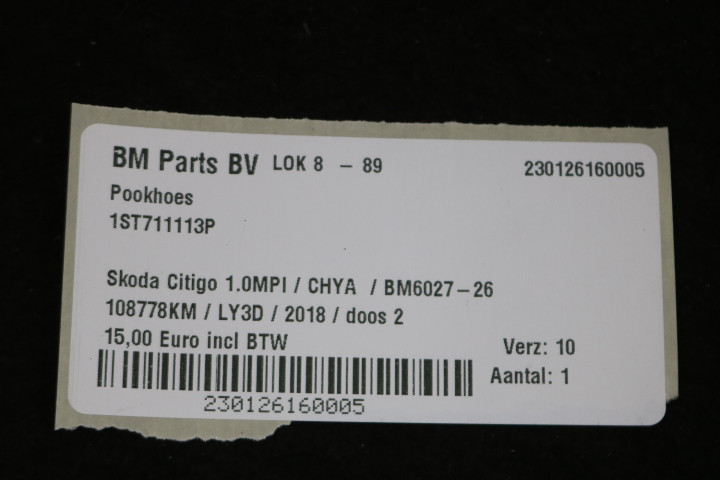 BM Parts BV LOK 8 - 89 230126160005
Pookhoes
1ST711113P
Skoda Citigo 1.0MPI / CHYA / BM6027-26
108778KM / LY3D / 2018 / doos 2
15,00 Euro incl BTW
Verz: 10
Aantal: 1
230126160005